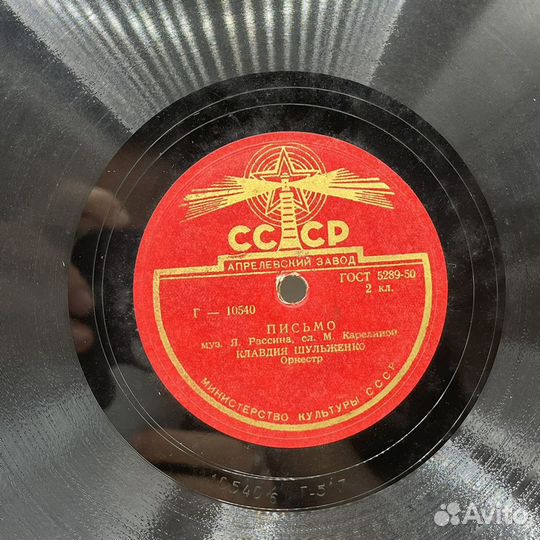 СССР
АПРЕЛЕВСКИЙ ЗАВОД
ГОСТ 5289-50
2 кл.
Г — 10540
ПИСЬМО
муз. Я. Рассина, сл. М. Карелиной
КЛАВДИЯ ШУЛЬЖЕНКО
Оркестр
МИНИСТЕРСТВО КУЛЬТУРЫ СССР
Avito